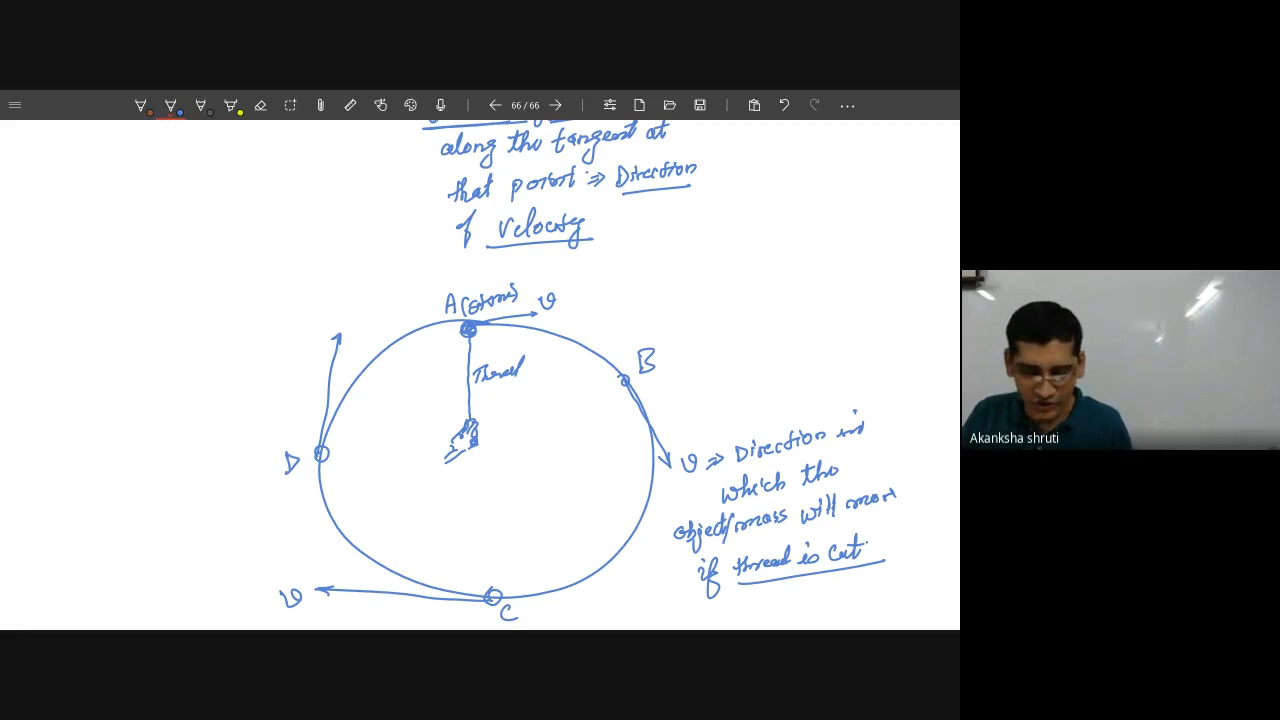 66 / 66
along the tangent at
that point ⇒ Direction
of Velocity
A (stone)
v
Thread
B
D
v ⇒ Direction in
which the
object/mass will move
if thread is cut.
v
C
Akanksha shruti